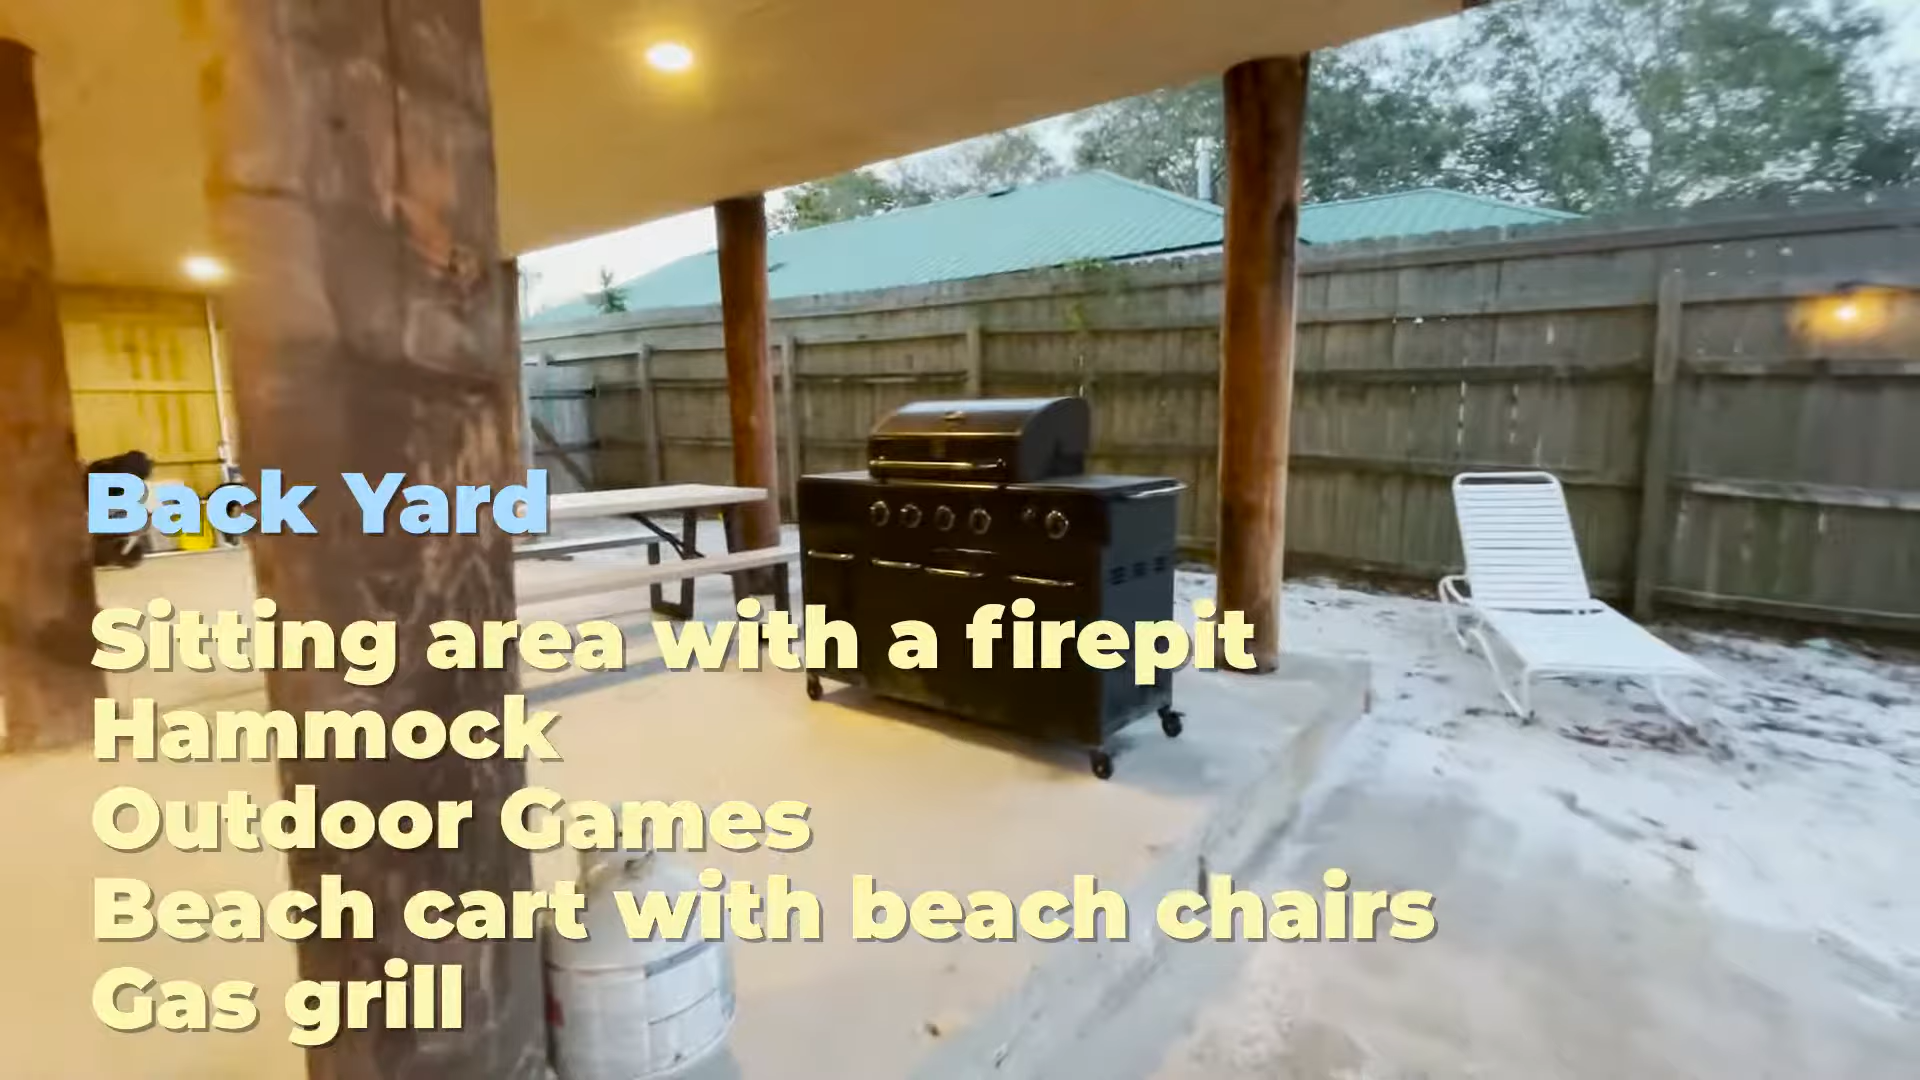 Back Yard
Sitting area with a firepit
Hammock
Outdoor Games
Beach cart with beach chairs
Gas grill